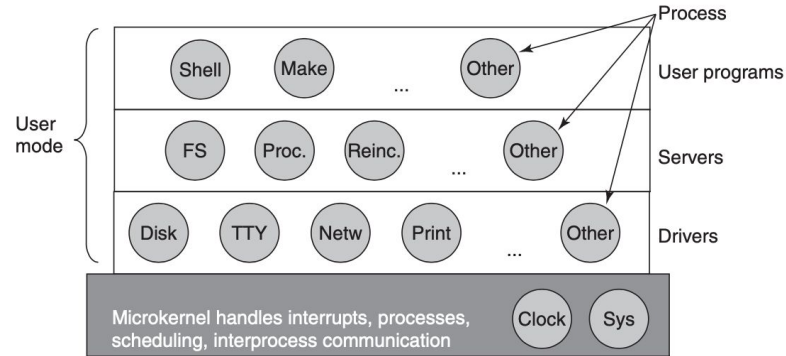 Process
Shell Make ... Other
User programs
User
mode
FS Proc. Reinc. ... Other
Servers
Disk TTY Netw Print ... Other
Drivers
Microkernel handles interrupts, processes,
scheduling, interprocess communication
Clock Sys